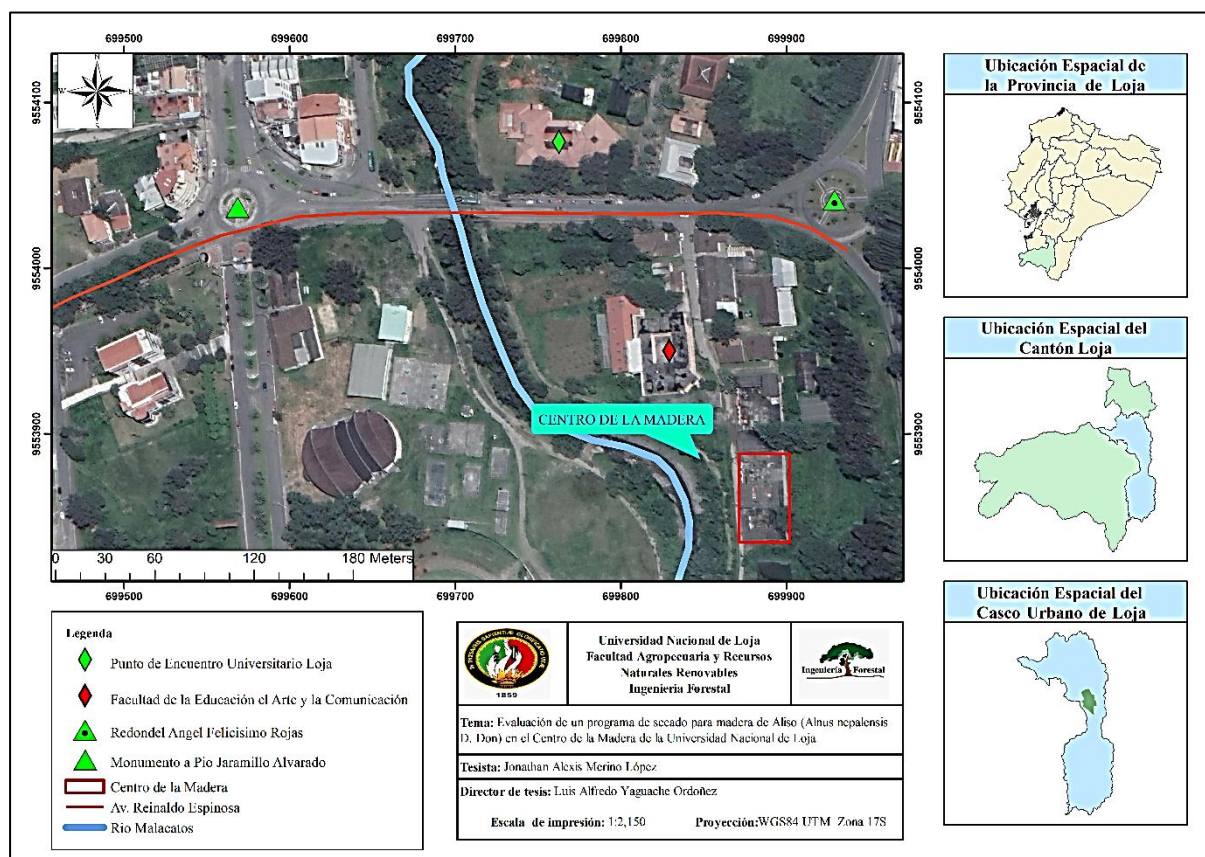 699500 699600 699700 699800 699900
9554100
9554000
9553900
9554100
9554000
9553900
N
W E
S
CENTRO DE LA MADERA
0 30 60 120 180 Meters
699500 699600 699700 699800 699900
Ubicación Espacial de
la Provincia de Loja
Ubicación Espacial del
Cantón Loja
Ubicación Espacial del
Casco Urbano de Loja
Legenda
Punto de Encuentro Universitario Loja
Facultad de la Educación el Arte y la Comunicación
Redondel Angel Felicisimo Rojas
Monumento a Pio Jaramillo Alvarado
Centro de la Madera
Av. Reinaldo Espinosa
Rio Malacatos
1859
Universidad Nacional de Loja
Facultad Agropecuaria y Recursos
Naturales Renovables
Ingeniería Forestal
Ingeniería Forestal
Tema: Evaluación de un programa de secado para madera de Aliso (Alnus nepalensis
D. Don) en el Centro de la Madera de la Universidad Nacional de Loja
Tesista: Jonathan Alexis Merino López
Director de tesis: Luis Alfredo Yaguache Ordoñez
Escala de impresión: 1:2,150 Proyección:WGS84 UTM Zona 17S